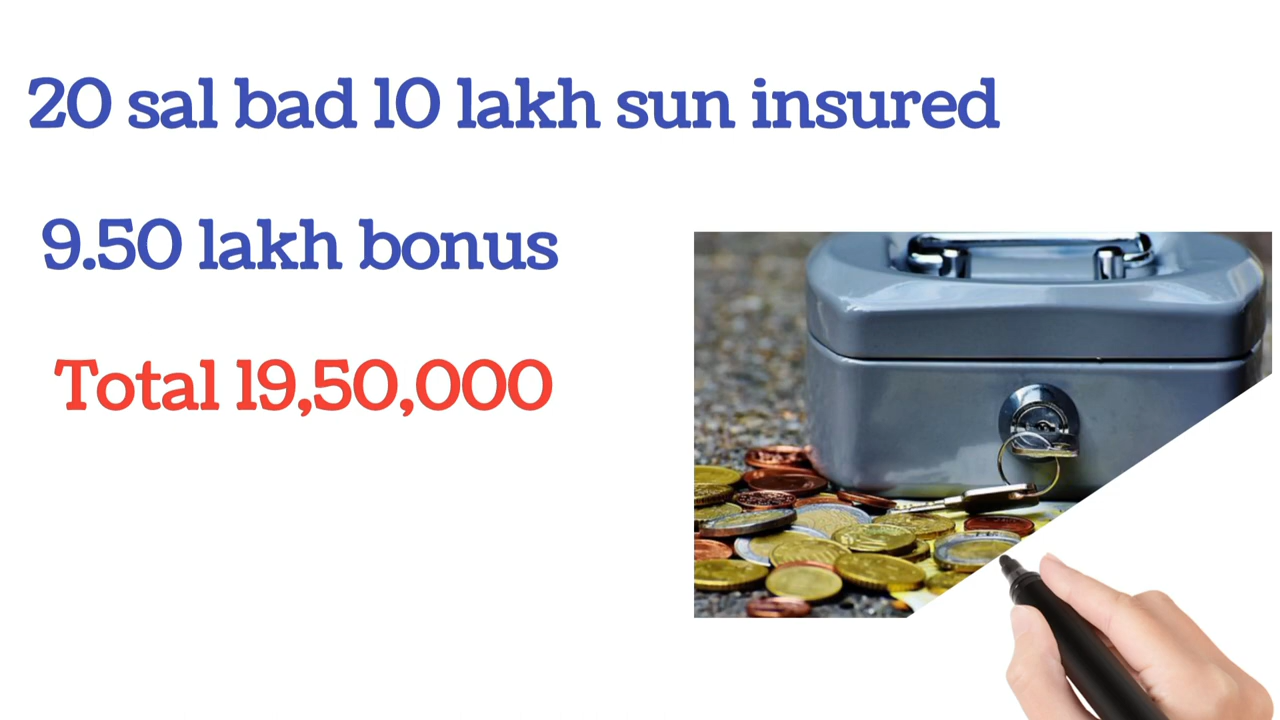 20 sal bad 10 lakh sun insured
9.50 lakh bonus
Total 19,50,000